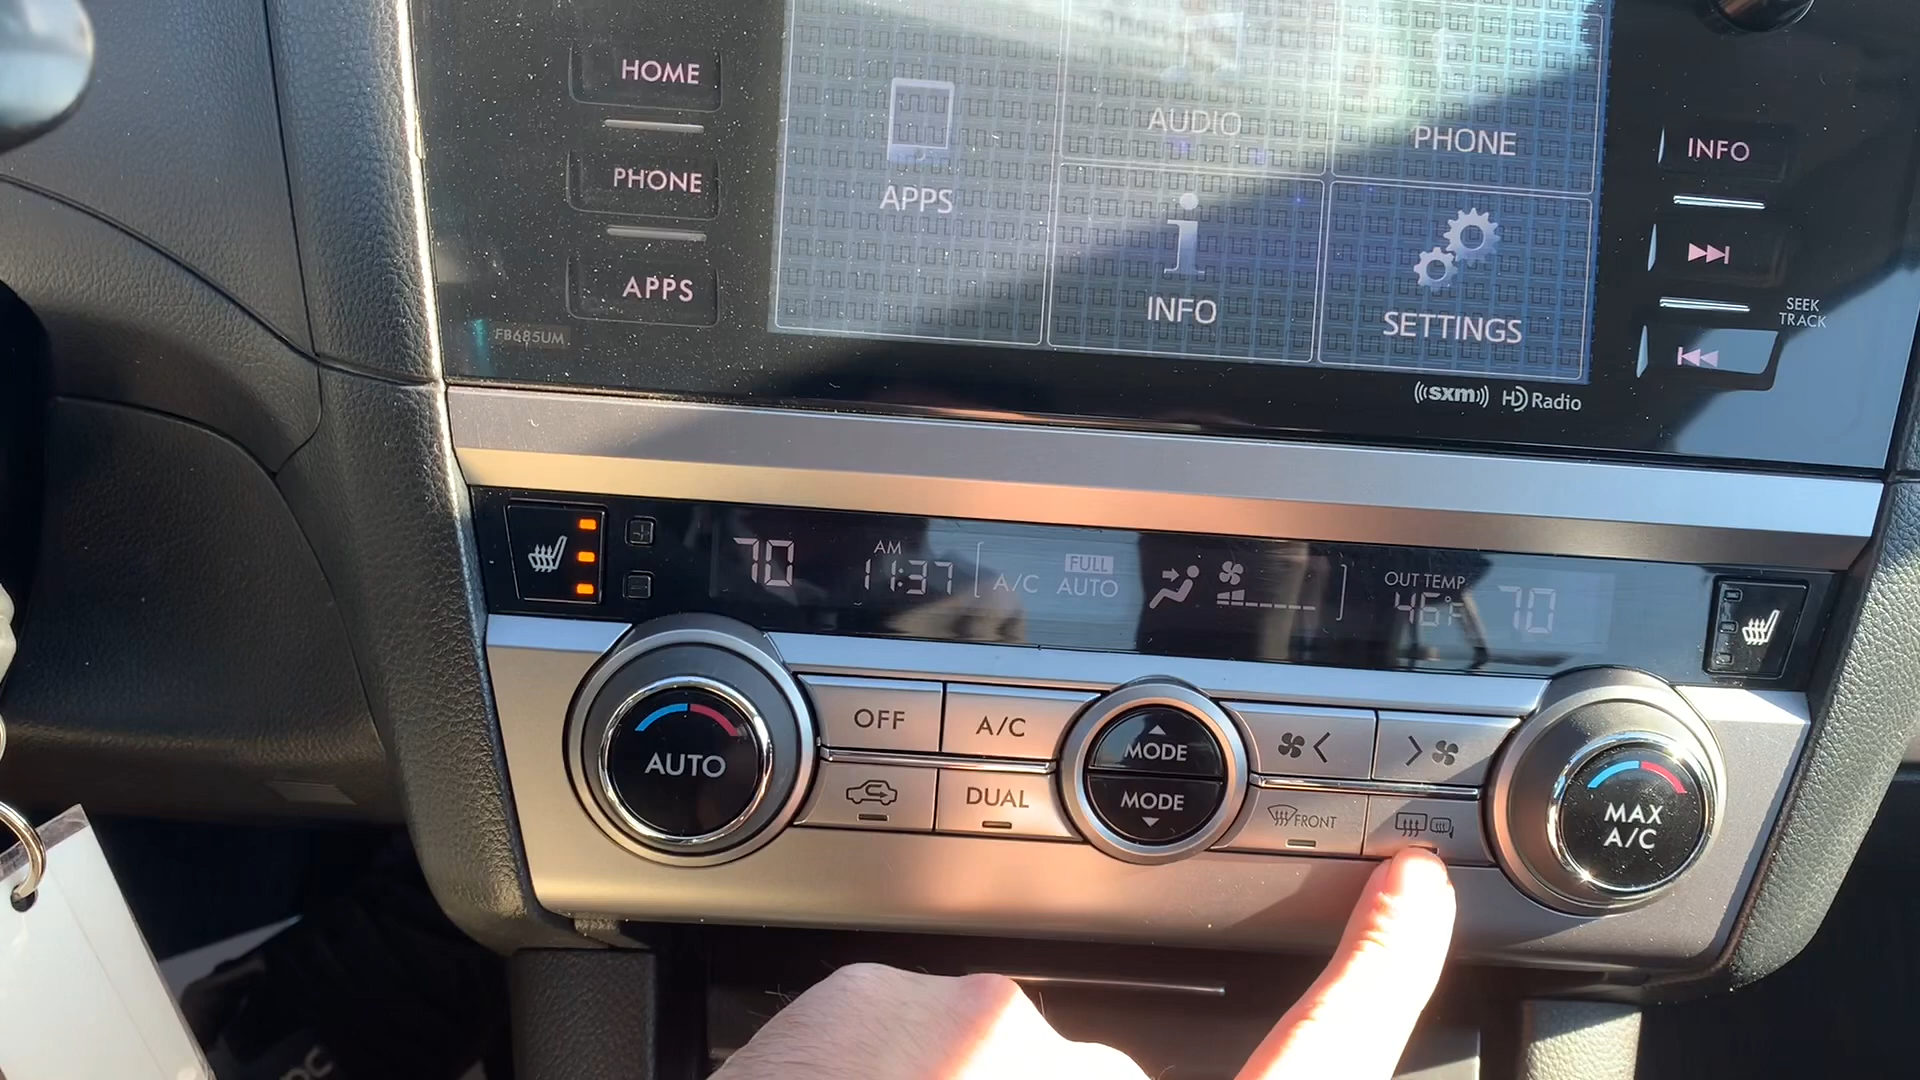 HOME
PHONE
APPS
FB685UM
APPS
AUDIO
PHONE
INFO
SETTINGS
INFO
SEEK
TRACK
((sxm)) HD Radio
70
AM
11:37
A/C
FULL
AUTO
OUT TEMP
46°F
70
AUTO
OFF
A/C
DUAL
MODE
MODE
FRONT
MAX
A/C